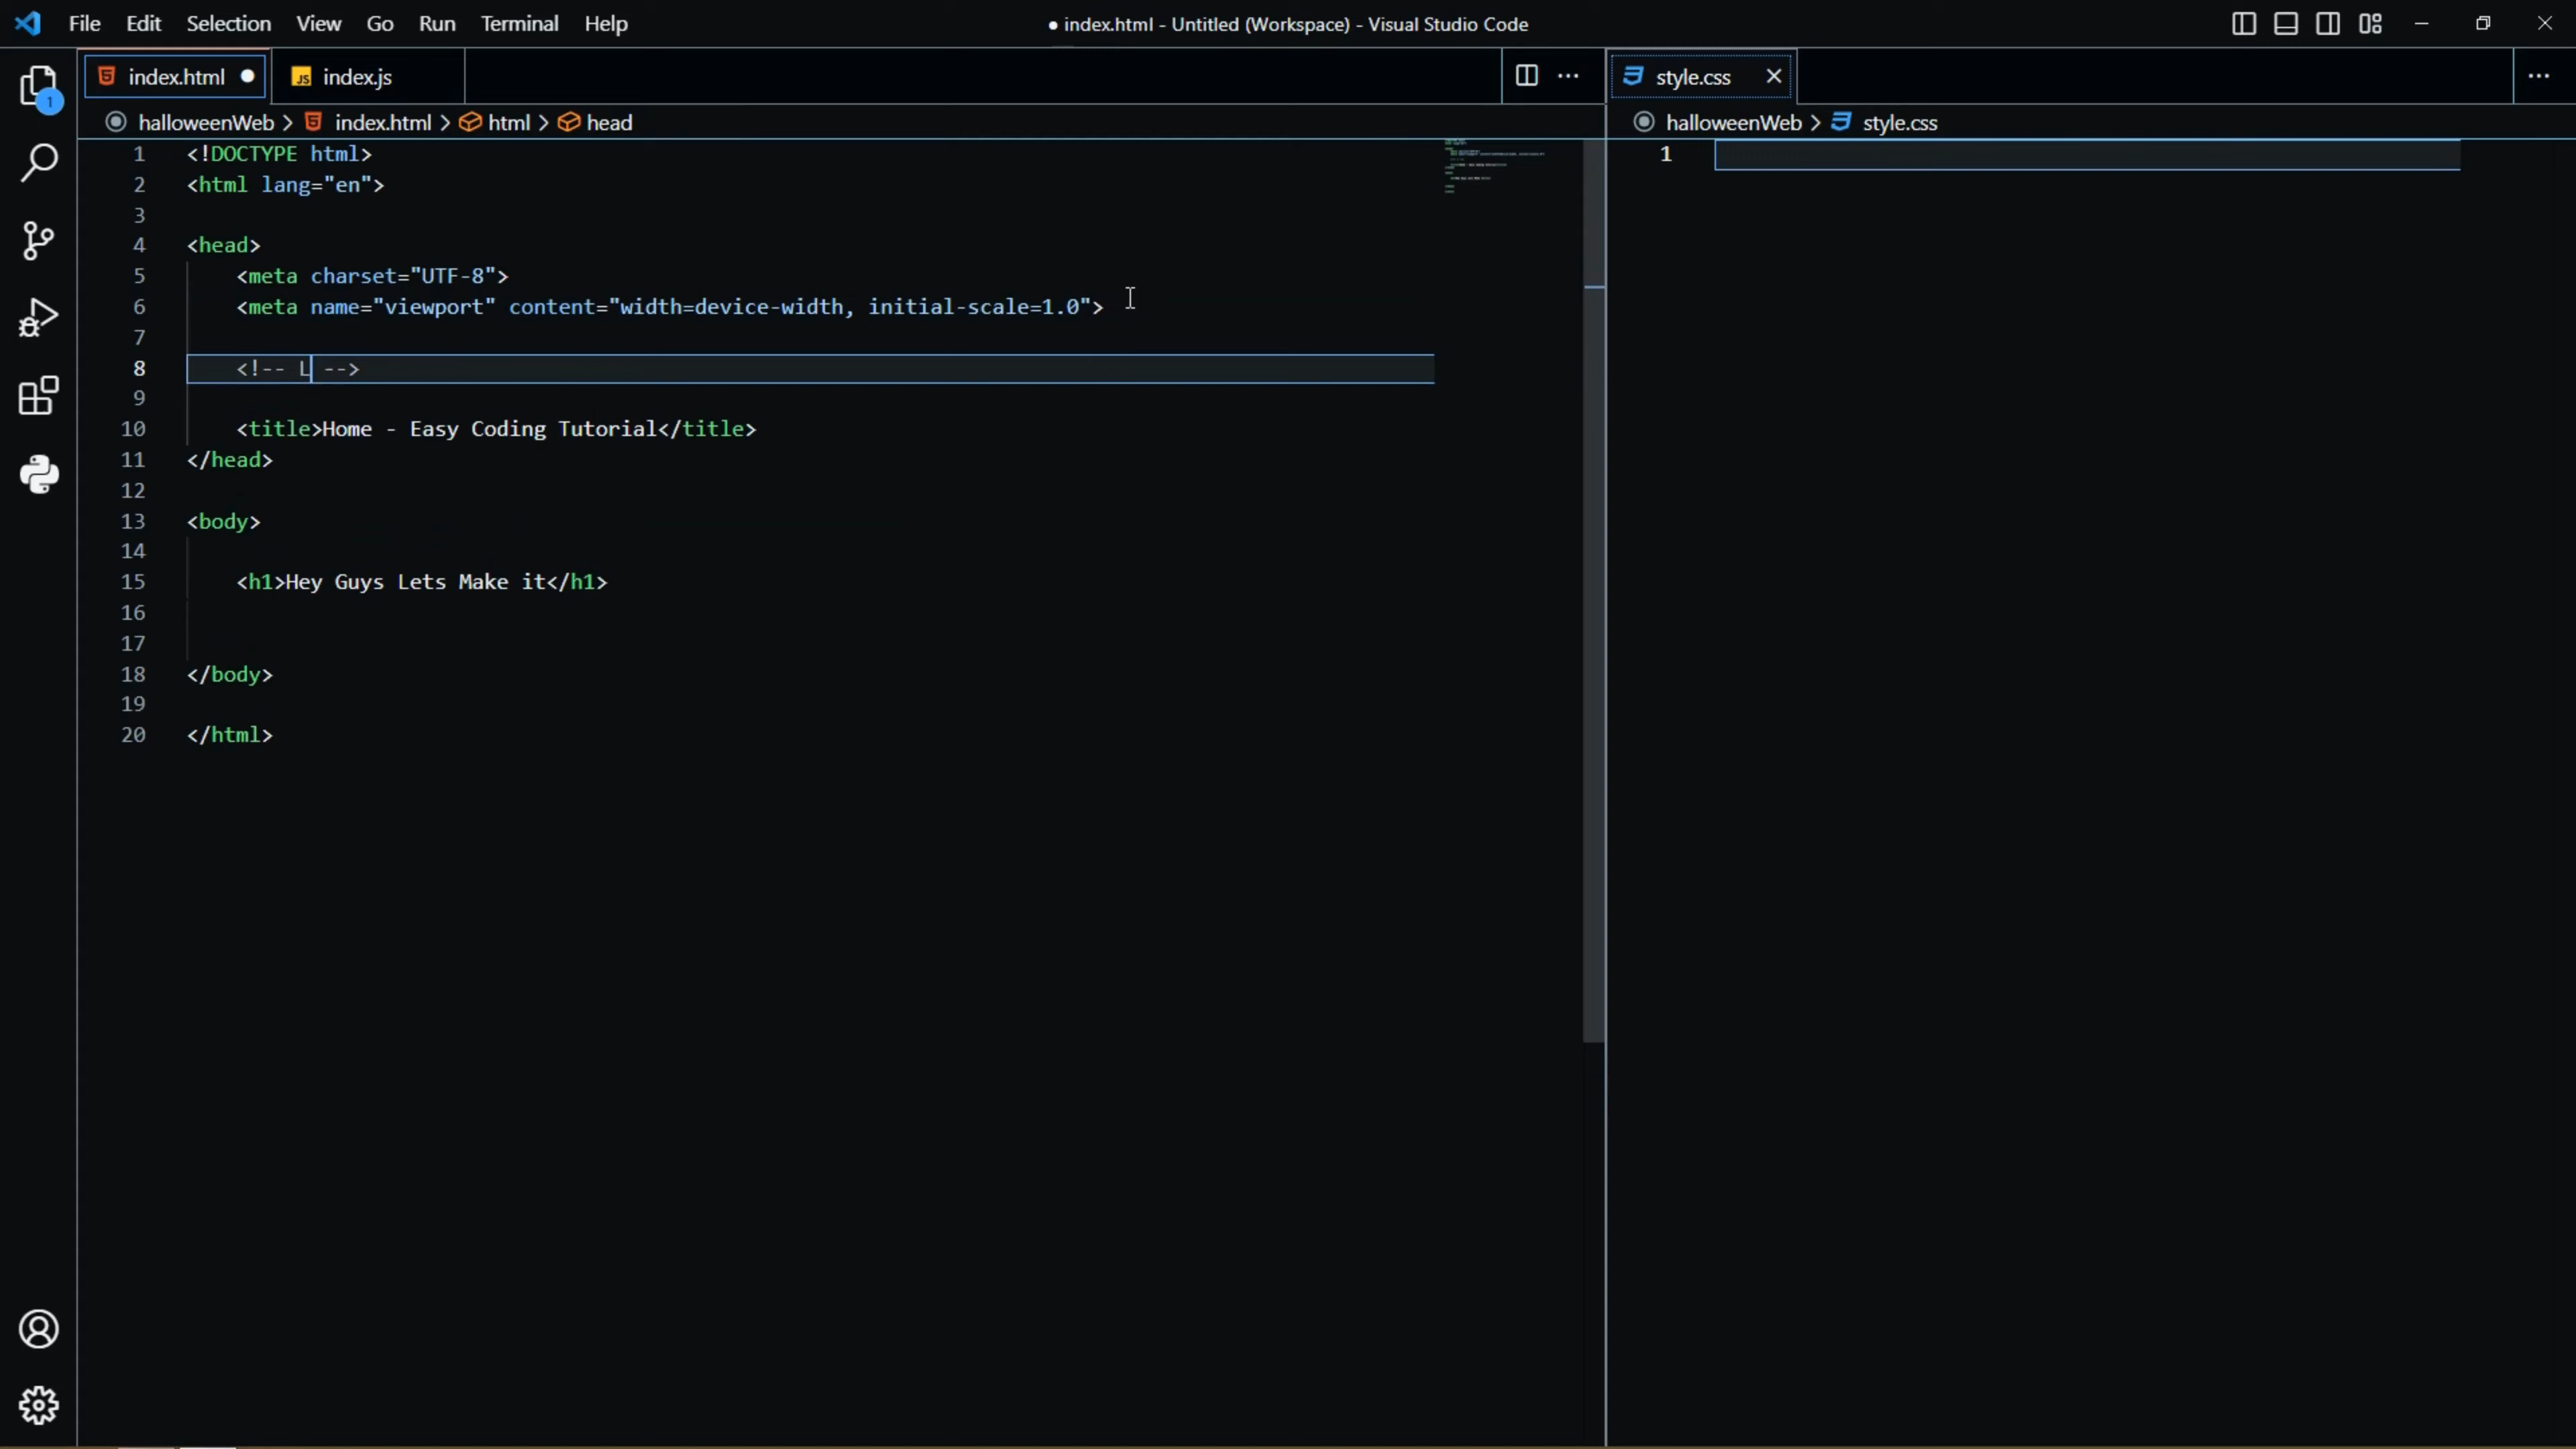 File Edit Selection View Go Run Terminal Help
● index.html - Untitled (Workspace) - Visual Studio Code
index.html ●
JS index.js
style.css
1
halloweenWeb > index.html > html > head
halloweenWeb > style.css
1 <!DOCTYPE html>
2 <html lang="en">
3
4 <head>
5 <meta charset="UTF-8">
6 <meta name="viewport" content="width=device-width, initial-scale=1.0">
7
8 <!-- L -->
9
10 <title>Home - Easy Coding Tutorial</title>
11 </head>
12
13 <body>
14
15 <h1>Hey Guys Lets Make it</h1>
16
17
18 </body>
19
20 </html>
1